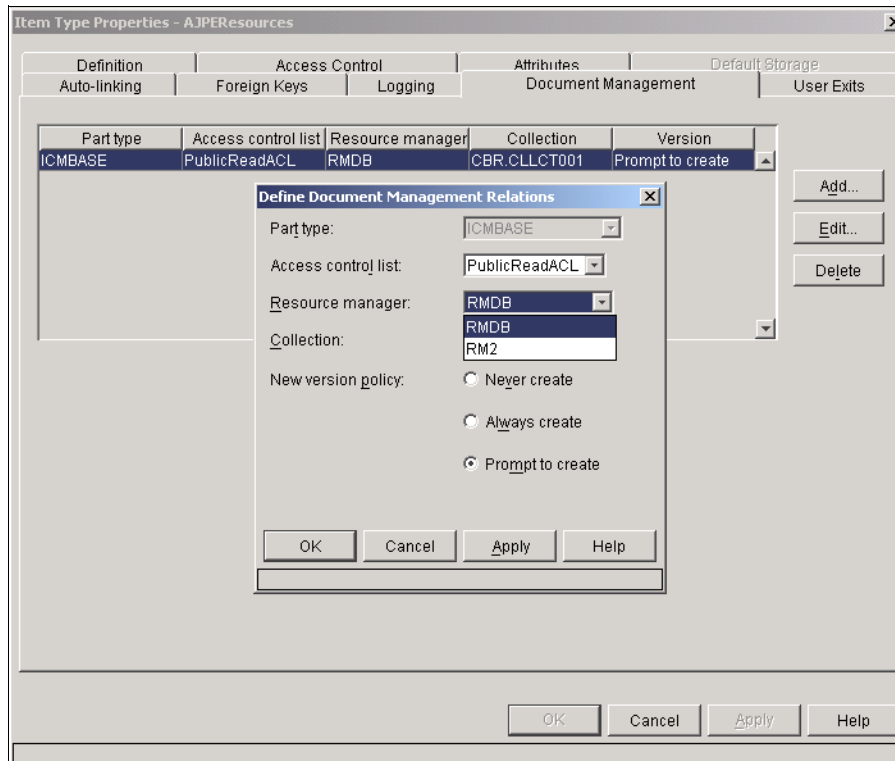 Item Type Properties - AJPEResources
Definition Access Control Attributes Default Storage
Auto-linking Foreign Keys Logging Document Management User Exits
Part type Access control list Resource manager Collection Version
ICMBASE PublicReadACL RMDB CBR.CLLCT001 Prompt to create
Add...
Edit...
Delete
Define Document Management Relations
Part type: ICMBASE
Access control list: PublicReadACL
Resource manager: RMDB
RMDB
RM2
Collection:
New version policy: Never create
Always create
Prompt to create
OK Cancel Apply Help
OK Cancel Apply Help